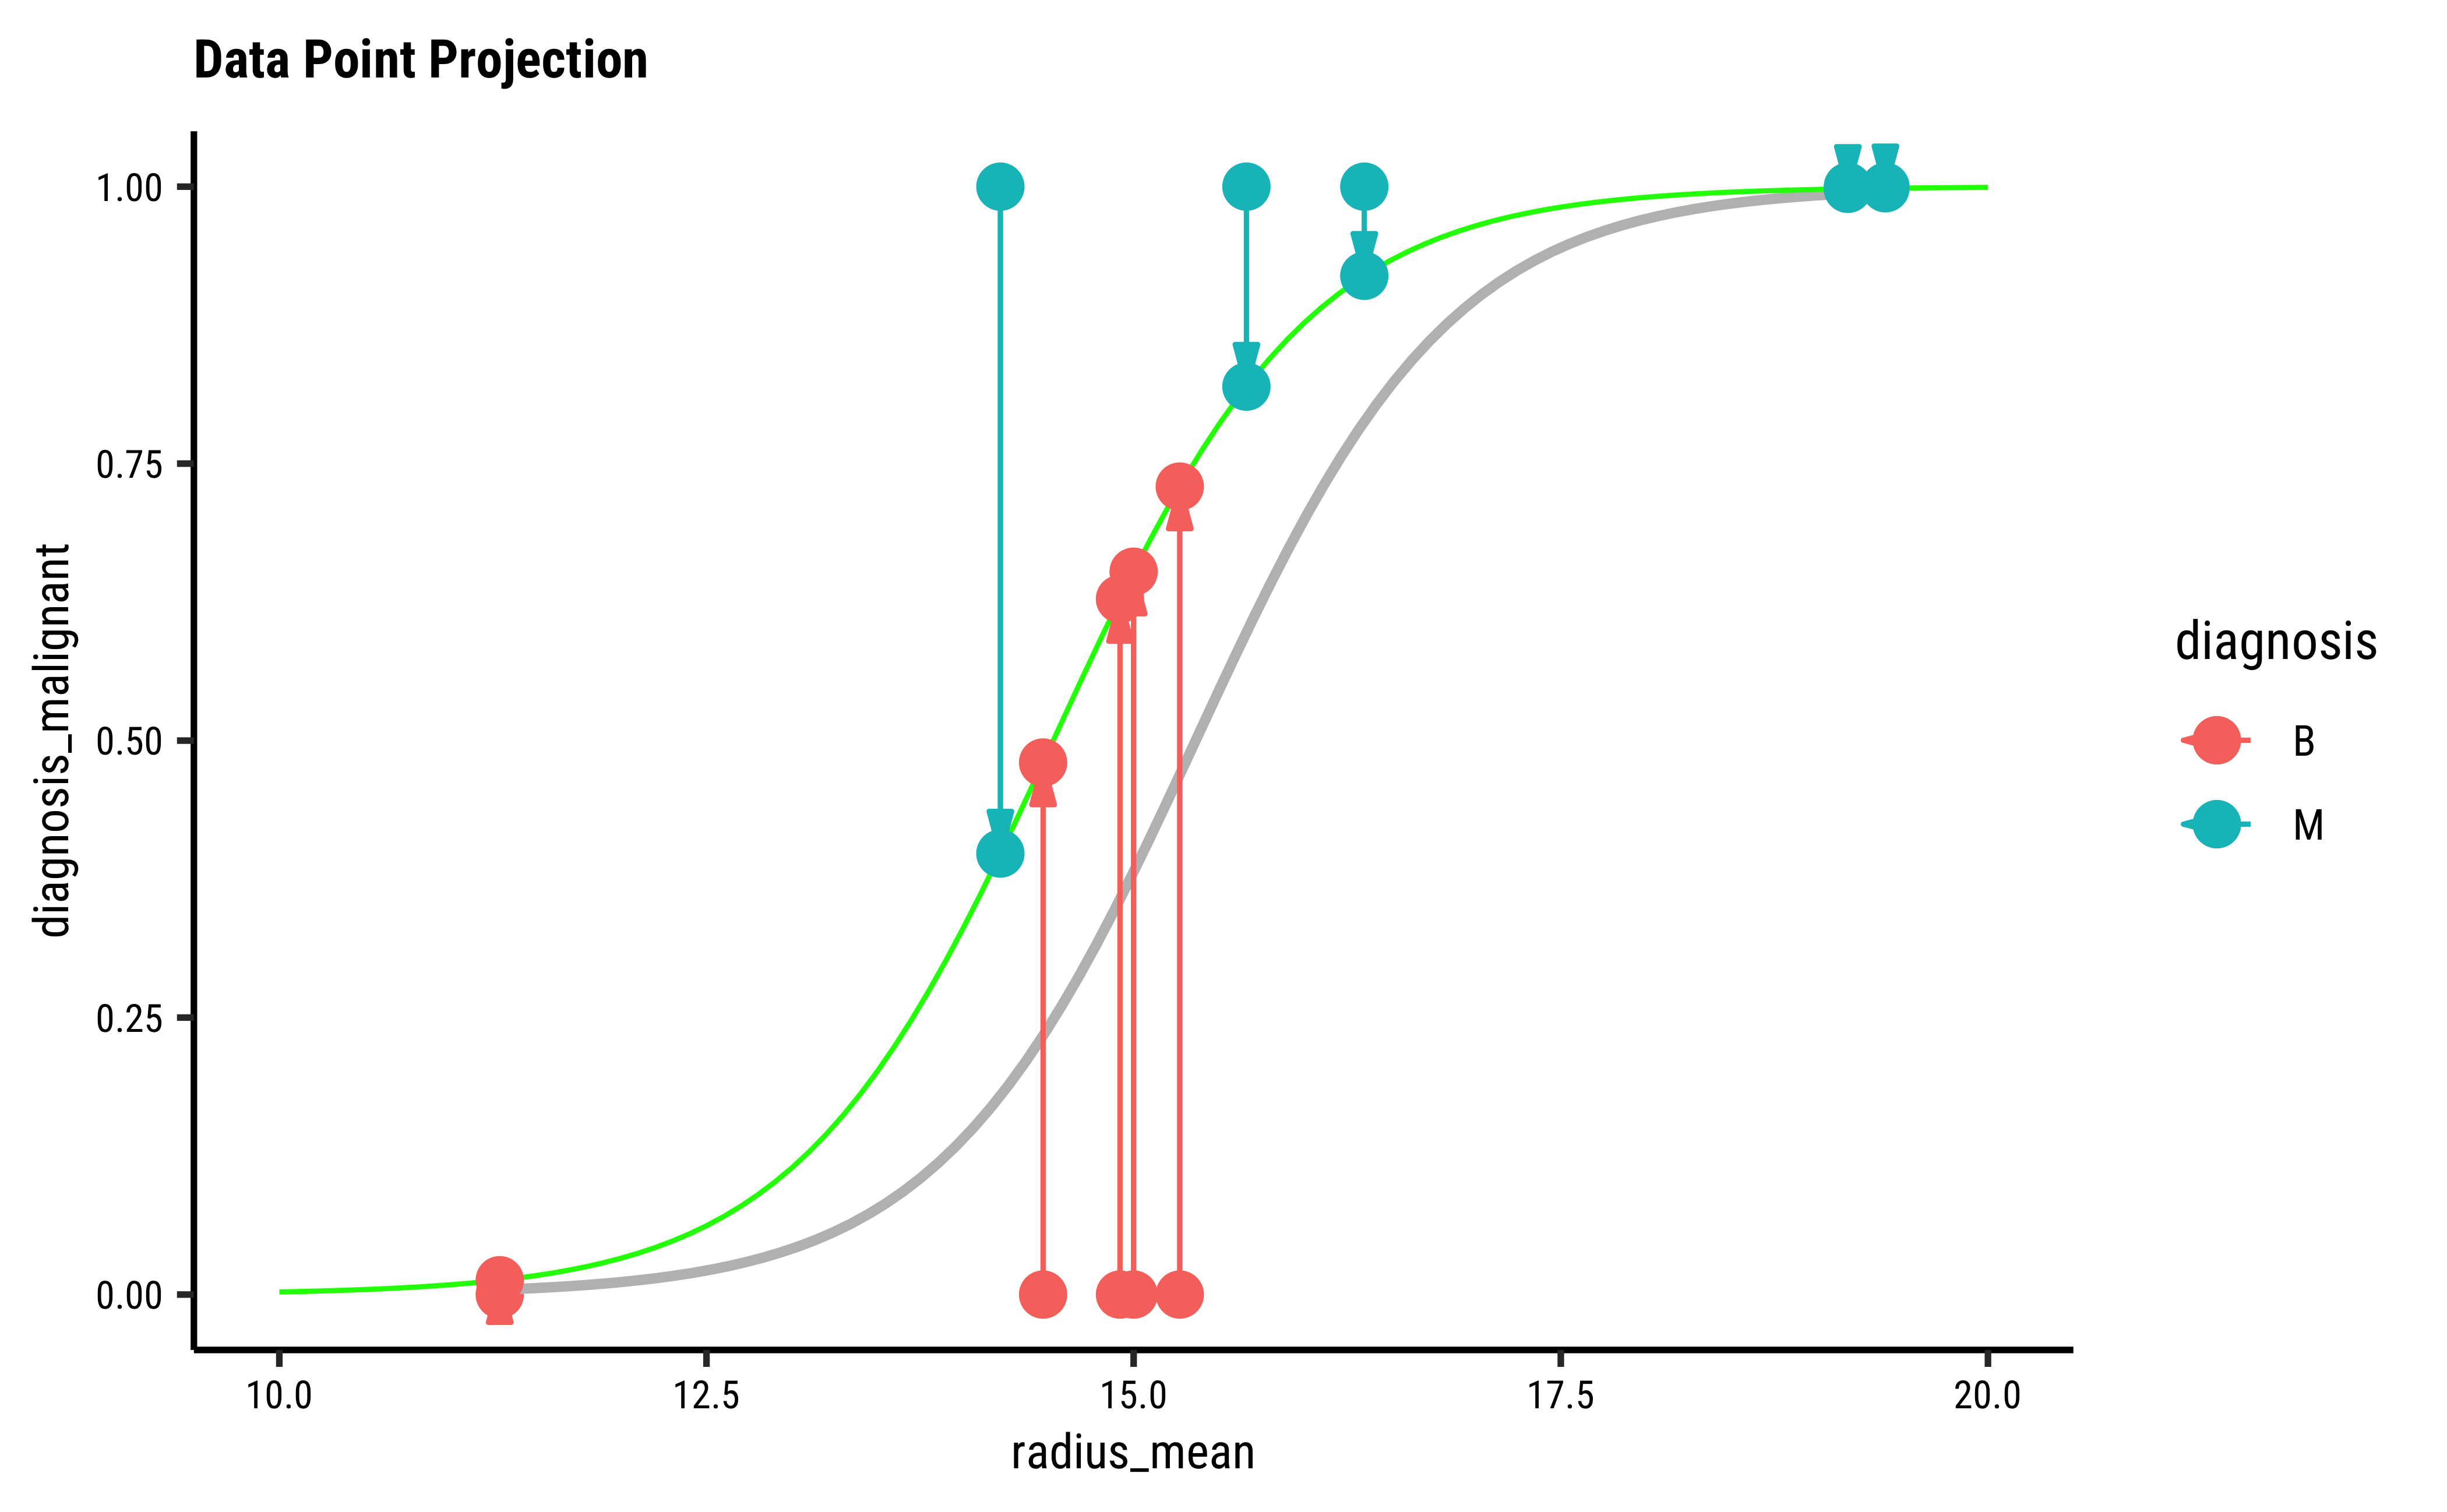 Data Point Projection
diagnosis_malignant
1.00
0.75
0.50
0.25
0.00
10.0 12.5 15.0 17.5 20.0
radius_mean
diagnosis
B
M